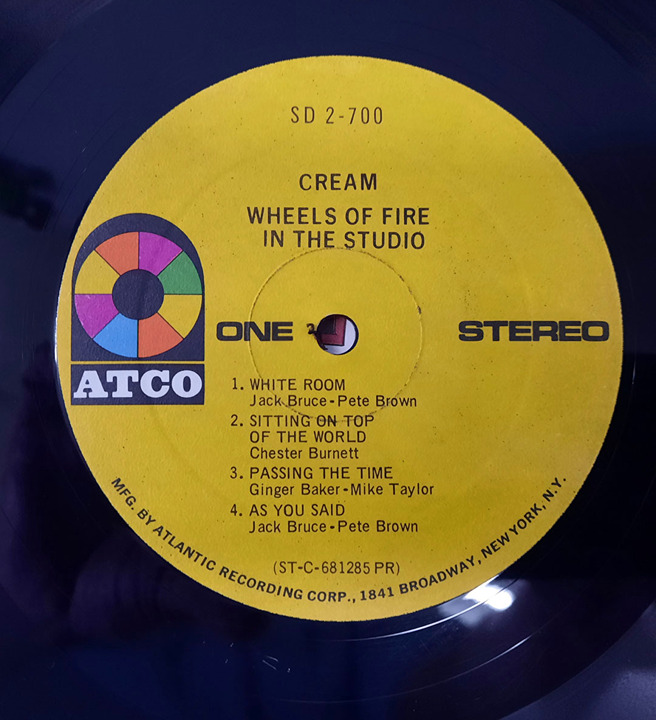 SD 2-700
CREAM
WHEELS OF FIRE
IN THE STUDIO
ATCO
ONE
STEREO
1. WHITE ROOM
Jack Bruce-Pete Brown
2. SITTING ON TOP
OF THE WORLD
Chester Burnett
3. PASSING THE TIME
Ginger Baker-Mike Taylor
4. AS YOU SAID
Jack Bruce-Pete Brown
(ST-C-681285 PR)
MFG. BY ATLANTIC RECORDING CORP., 1841 BROADWAY, NEW YORK, N.Y.